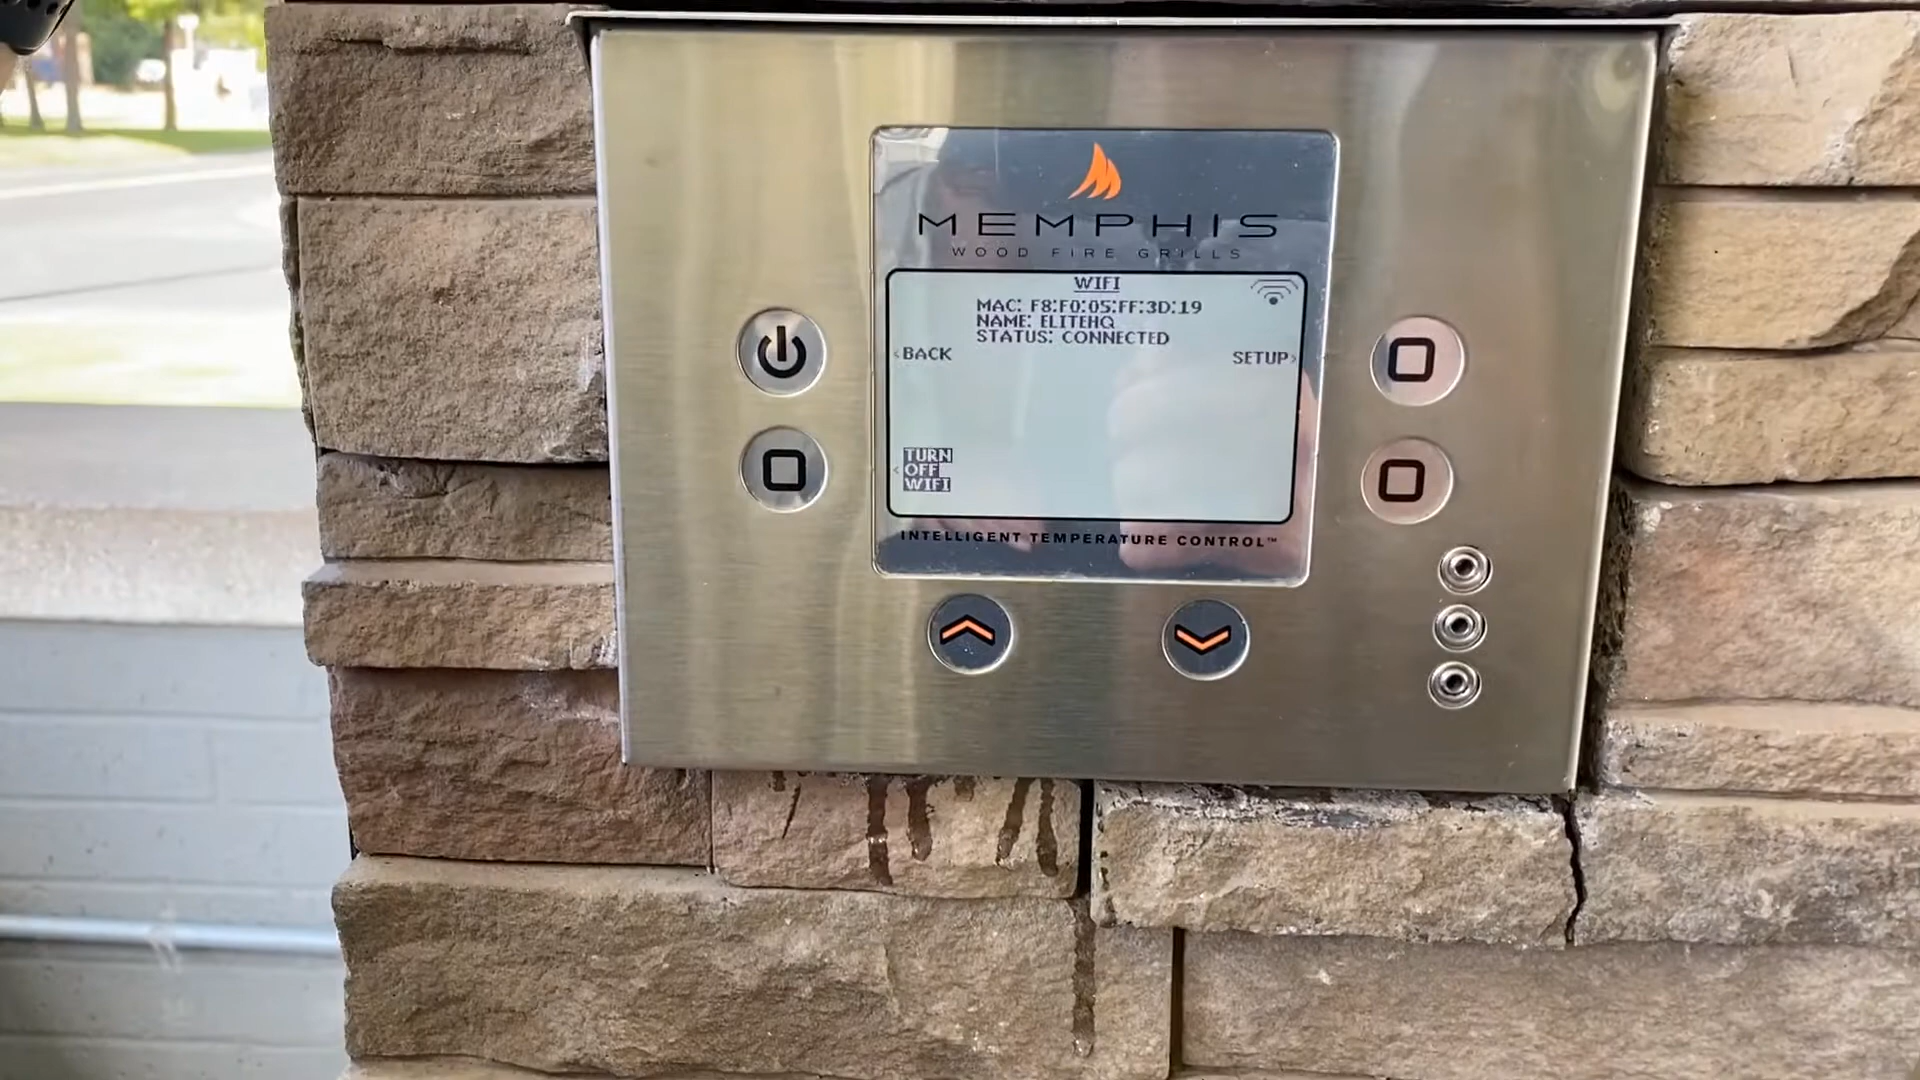 MEMPHIS
WOOD FIRE GRILLS
WIFI
MAC: F8:F0:05:FF:3D:19
NAME: ELITEHQ
STATUS: CONNECTED
‹BACK
SETUP›
‹TURN
OFF
WIFI
INTELLIGENT TEMPERATURE CONTROL™